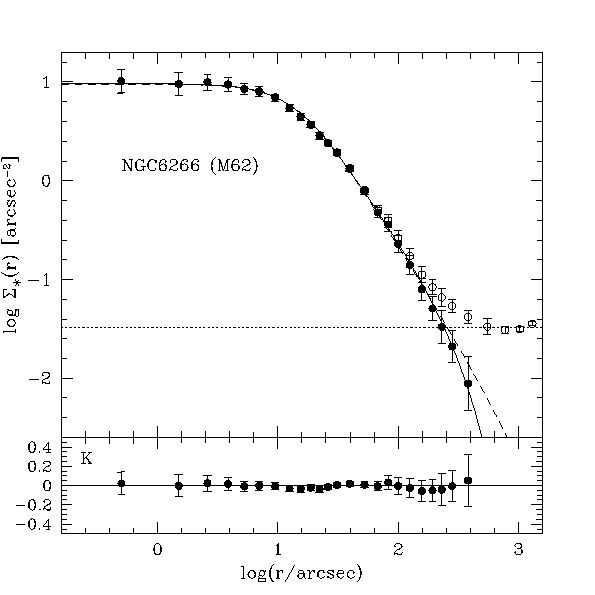 1
0
−1
−2
log Σ*(r) [arcsec⁻²]
NGC6266 (M62)
0.4
0.2
0
−0.2
−0.4
K
0 1 2 3
log(r/arcsec)